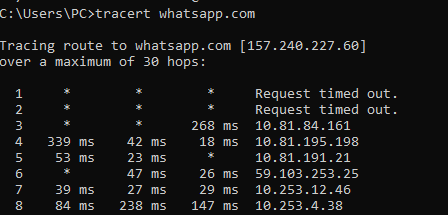 C:\Users\PC>tracert whatsapp.com
Tracing route to whatsapp.com [157.240.227.60]
over a maximum of 30 hops:
1 * * * Request timed out.
2 * * * Request timed out.
3 * * 268 ms 10.81.84.161
4 339 ms 42 ms 18 ms 10.81.195.198
5 53 ms 23 ms * 10.81.191.21
6 * 47 ms 26 ms 59.103.253.25
7 39 ms 27 ms 29 ms 10.253.12.46
8 84 ms 238 ms 147 ms 10.253.4.38